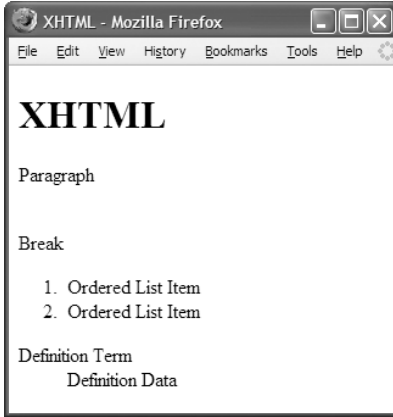 XHTML - Mozilla Firefox
File Edit View History Bookmarks Tools Help
XHTML
Paragraph
Break
1. Ordered List Item
2. Ordered List Item
Definition Term
Definition Data